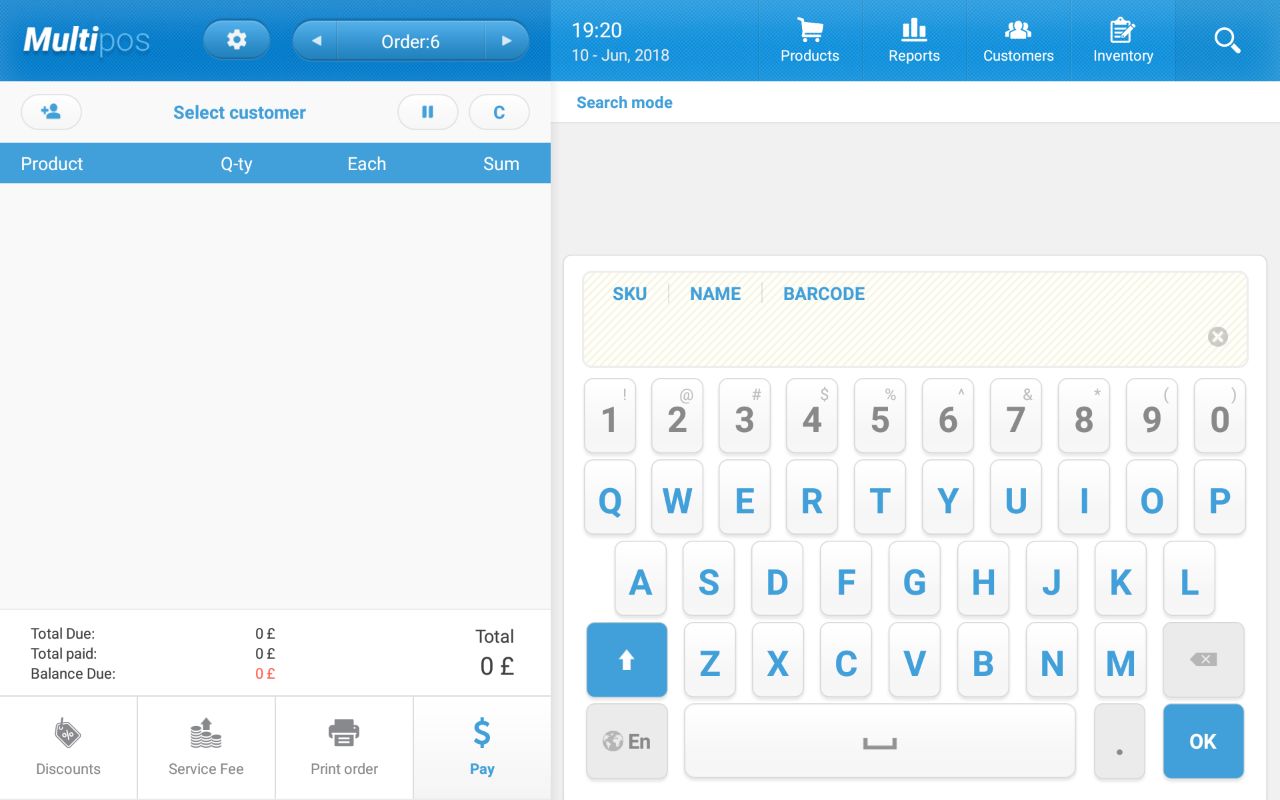 Multipos
Order:6
19:20
10 - Jun, 2018
Products
Reports
Customers
Inventory
Select customer
C
Search mode
Product Q-ty Each Sum
SKU NAME BARCODE
! @ # $ % ^ & * ( )
1 2 3 4 5 6 7 8 9 0
Q W E R T Y U I O P
A S D F G H J K L
Z X C V B N M
En . OK
Total Due: 0 £
Total paid: 0 £
Balance Due: 0 £
Total
0 £
Discounts
Service Fee
Print order
$
Pay